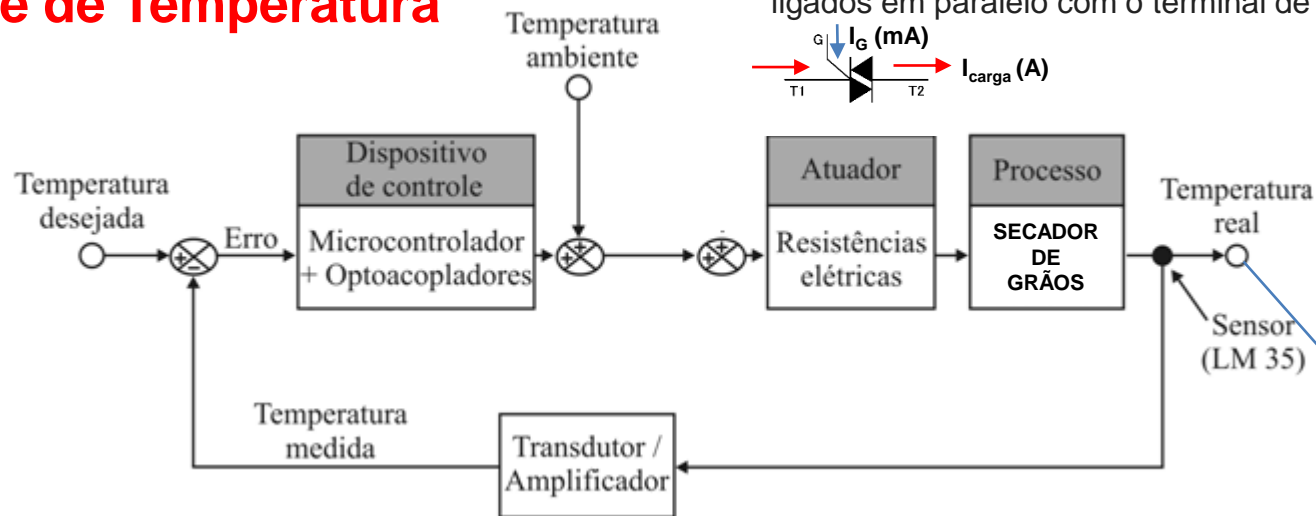 e de Temperatura
ligados em paralelo com o terminal de
Temperatura
ambiente
G
I_G (mA)
I_carga (A)
T1
T2
Temperatura
desejada
Erro
Dispositivo
de controle
Microcontrolador
+ Optoacopladores
Atuador
Resistências
elétricas
Processo
SECADOR
DE
GRÃOS
Temperatura
real
Sensor
(LM 35)
Temperatura
medida
Transdutor /
Amplificador